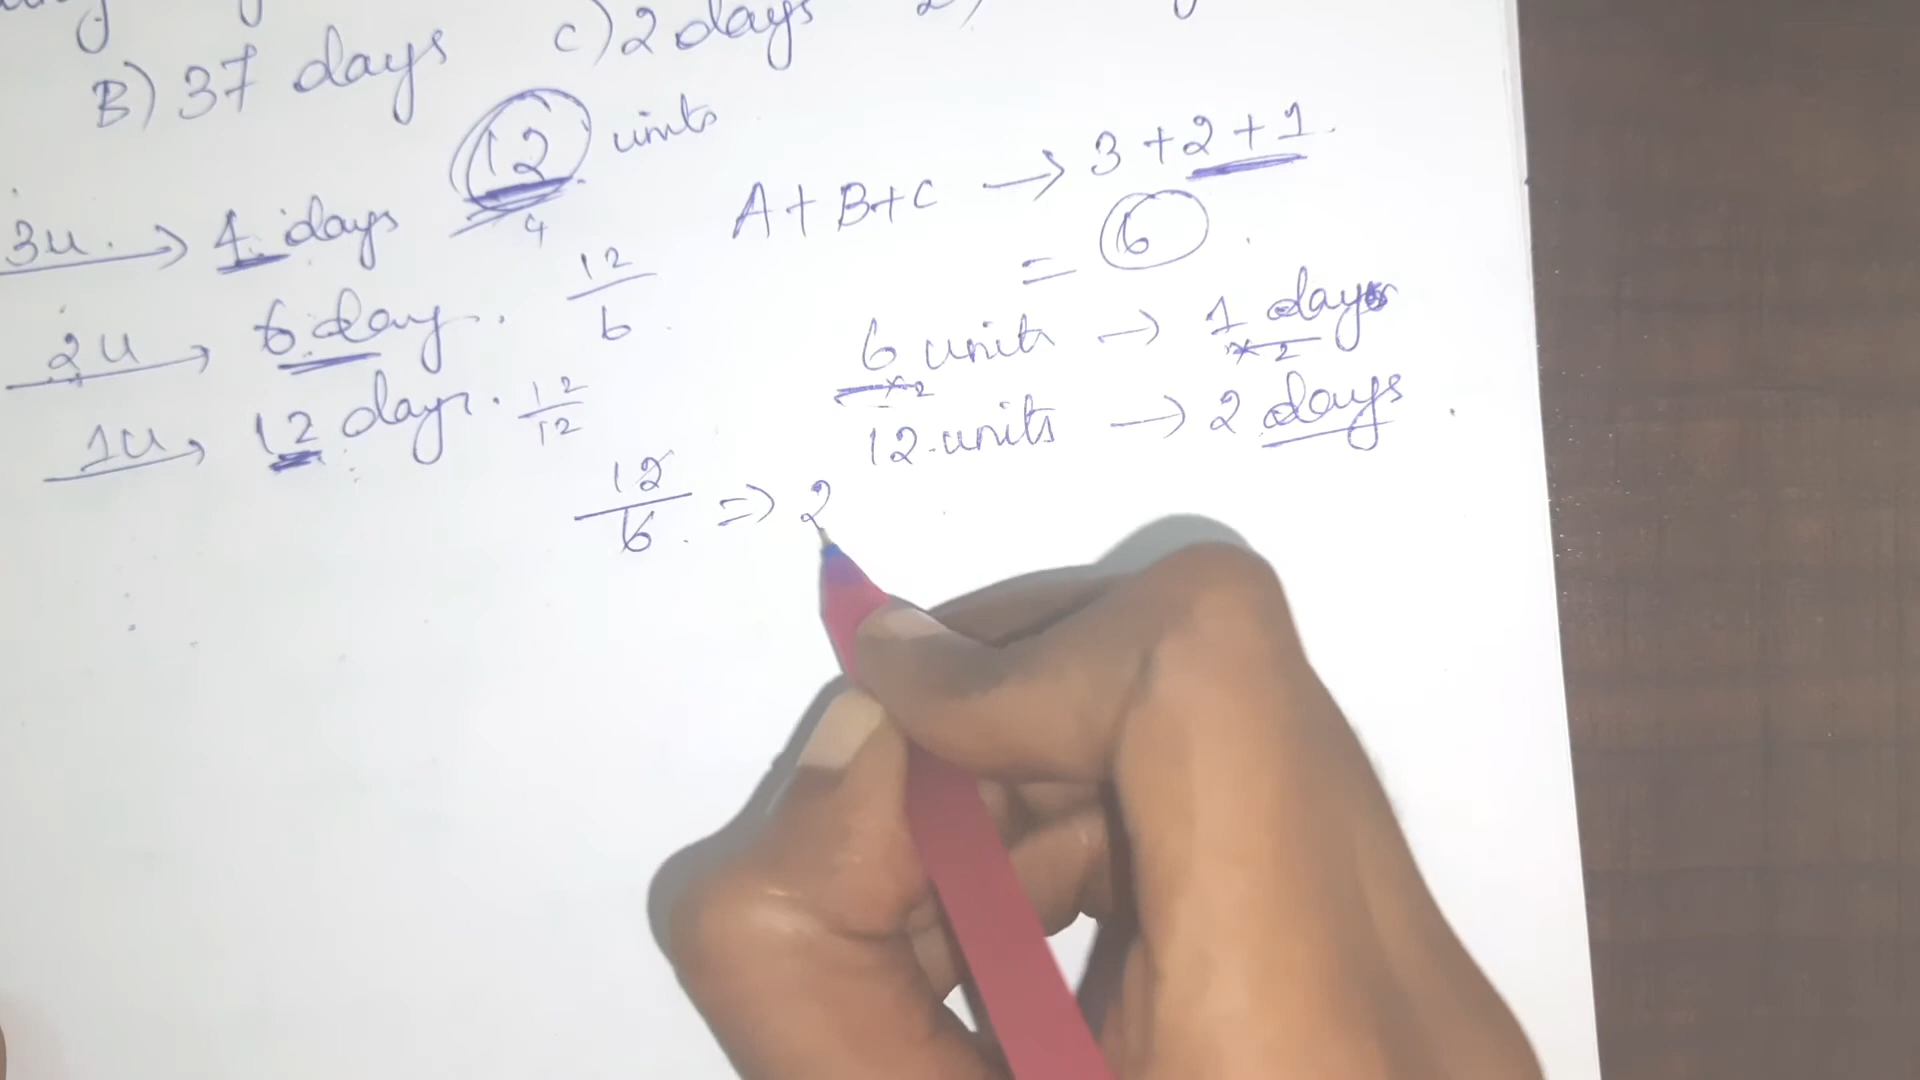 B) 37 days C) 2 days
12 units
4
3u. → 4 days
12/6
2u → 6 day.
1u → 12 days. 12/12
A+B+C → 3+2+1.
= 6
6 units → 1 days
×2 ×2
12 units → 2 days
12/6 ⇒ 2